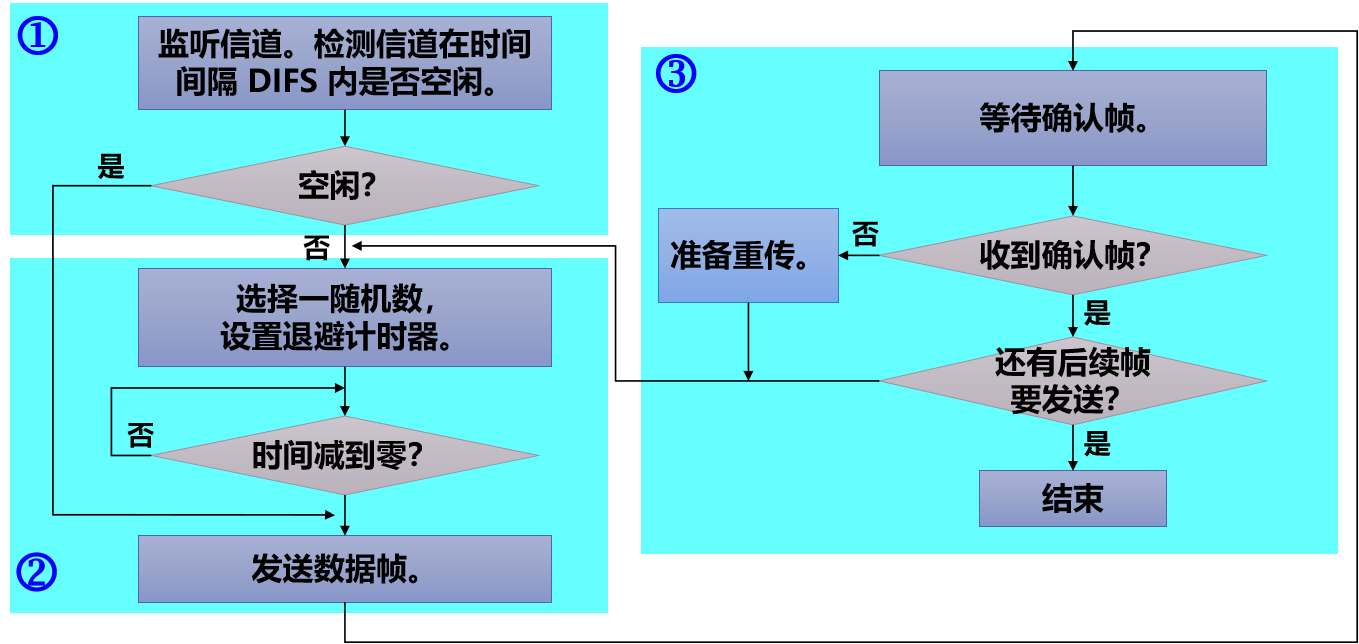 ①
监听信道。检测信道在时间
间隔 DIFS 内是否空闲。
是
空闲?
否
选择一随机数，
设置退避计时器。
否
时间减到零?
②
发送数据帧。
③
等待确认帧。
准备重传。
否
收到确认帧?
是
还有后续帧
要发送?
是
结束